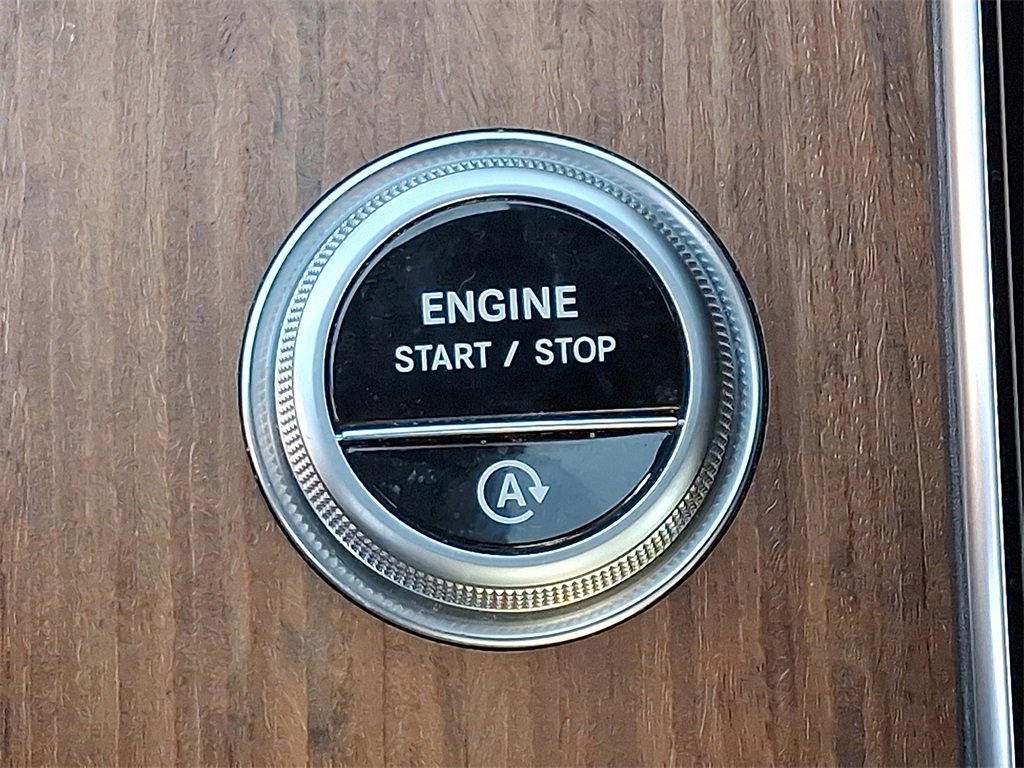 ENGINE
START / STOP
A